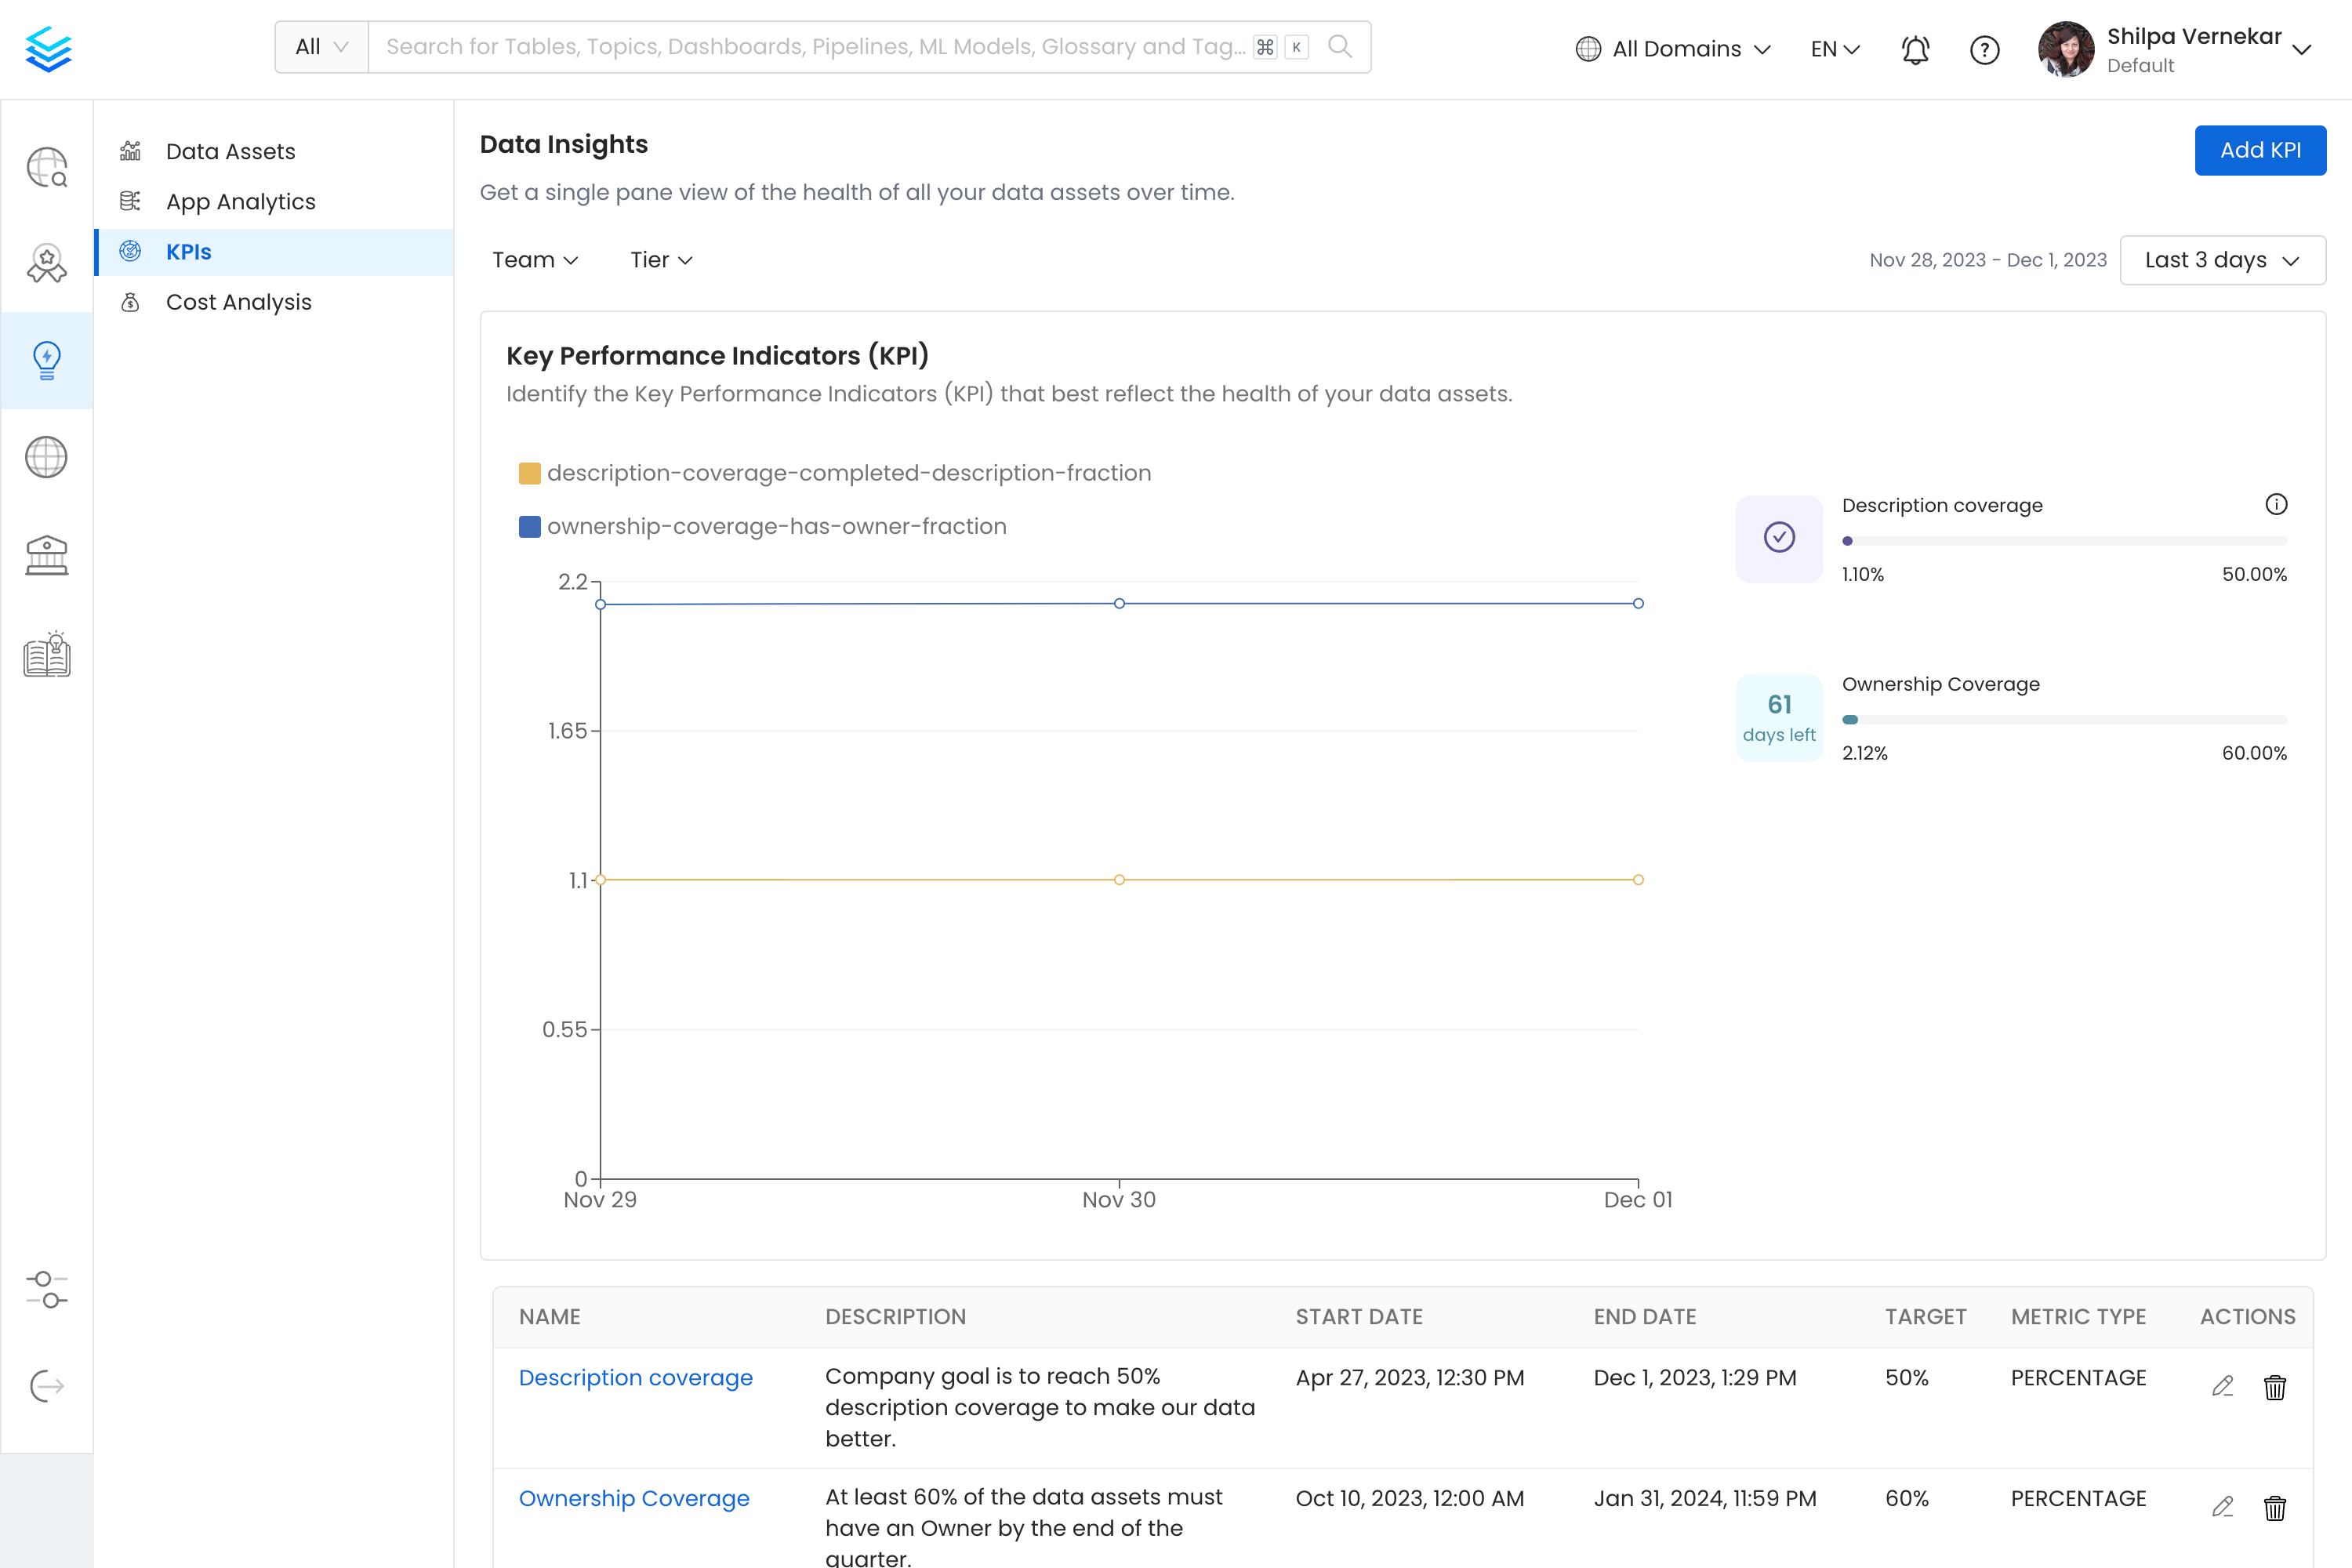 All
Search for Tables, Topics, Dashboards, Pipelines, ML Models, Glossary and Tag... ⌘ K
All Domains
EN
Shilpa Vernekar
Default
Data Assets
App Analytics
KPIs
Cost Analysis
Data Insights
Add KPI
Get a single pane view of the health of all your data assets over time.
Team
Tier
Nov 28, 2023 - Dec 1, 2023
Last 3 days
Key Performance Indicators (KPI)
Identify the Key Performance Indicators (KPI) that best reflect the health of your data assets.
description-coverage-completed-description-fraction
ownership-coverage-has-owner-fraction
2.2
1.65
1.1
0.55
0
Nov 29
Nov 30
Dec 01
Description coverage
1.10%
50.00%
61
days left
Ownership Coverage
2.12%
60.00%
NAME DESCRIPTION START DATE END DATE TARGET METRIC TYPE ACTIONS
Description coverage
Company goal is to reach 50%
description coverage to make our data
better.
Apr 27, 2023, 12:30 PM
Dec 1, 2023, 1:29 PM
50%
PERCENTAGE
Ownership Coverage
At least 60% of the data assets must
have an Owner by the end of the
quarter.
Oct 10, 2023, 12:00 AM
Jan 31, 2024, 11:59 PM
60%
PERCENTAGE